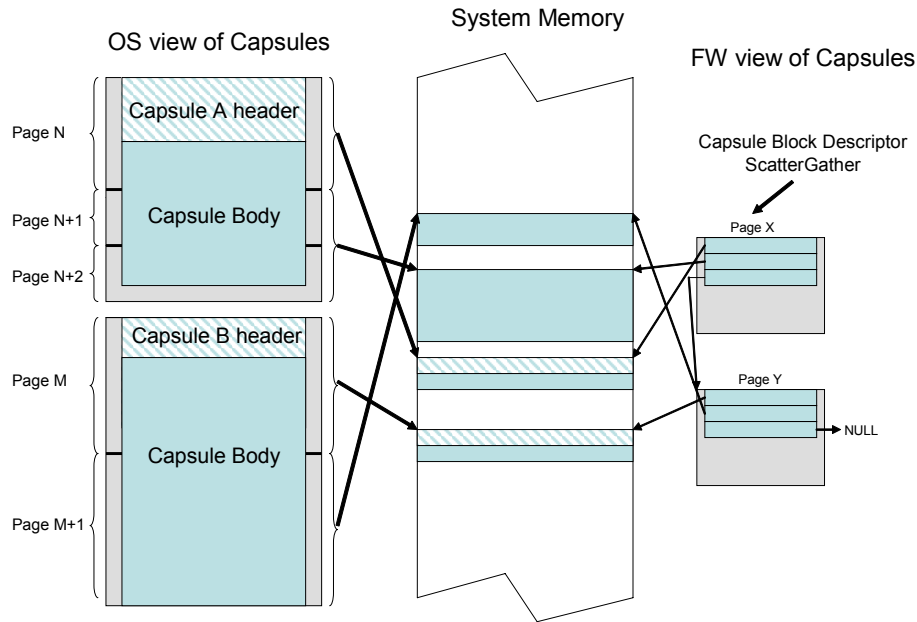 System Memory
OS view of Capsules
FW view of Capsules
Capsule A header
Page N
Capsule Block Descriptor
ScatterGather
Capsule Body
Page N+1
Page X
Page N+2
Capsule B header
Page M
Page Y
NULL
Capsule Body
Page M+1